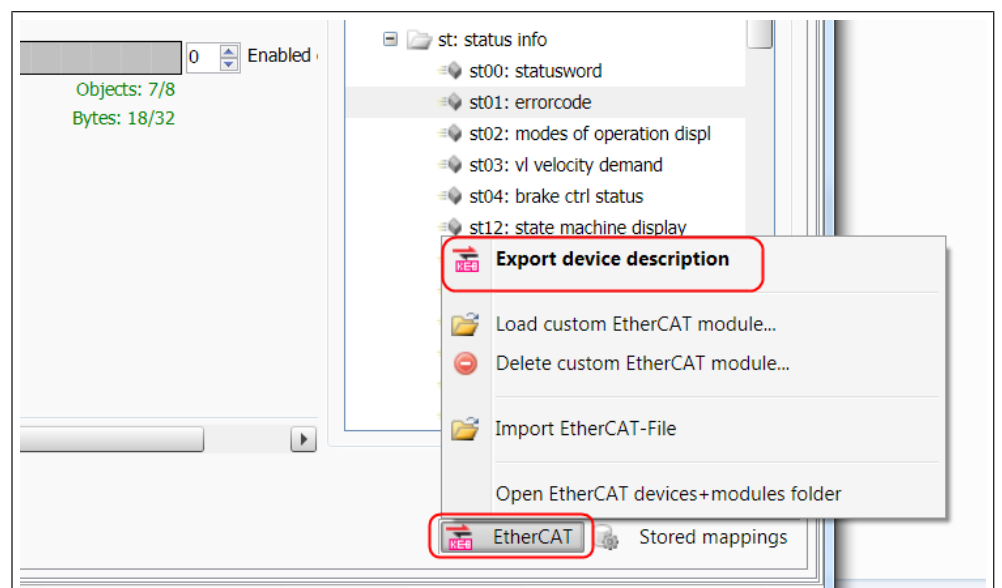 st: status info
0 Enabled
st00: statusword
Objects: 7/8
st01: errorcode
Bytes: 18/32
st02: modes of operation displ
st03: vl velocity demand
st04: brake ctrl status
st12: state machine display
KEB Export device description
Load custom EtherCAT module...
Delete custom EtherCAT module...
Import EtherCAT-File
Open EtherCAT devices+modules folder
KEB EtherCAT Stored mappings